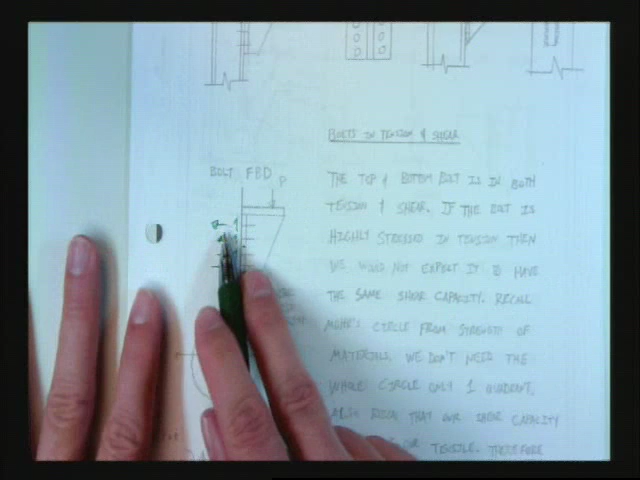 BOLTS IN TENSION & SHEAR
BOLT FBD
P
THE TOP & BOTTOM BOLT IS IN BOTH
TENSION & SHEAR. IF THE BOLT IS
HIGHLY STRESSED IN TENSION THEN
WE WOULD NOT EXPECT IT TO HAVE
THE SAME SHEAR CAPACITY. RECALL
MOHR'S CIRCLE FROM STRENGTH OF
MATERIALS. WE DON'T NEED THE
WHOLE CIRCLE ONLY 1 QUADRANT.
ALSO RECALL THAT OUR SHEAR CAPACITY
OR TENSILE. THEREFORE